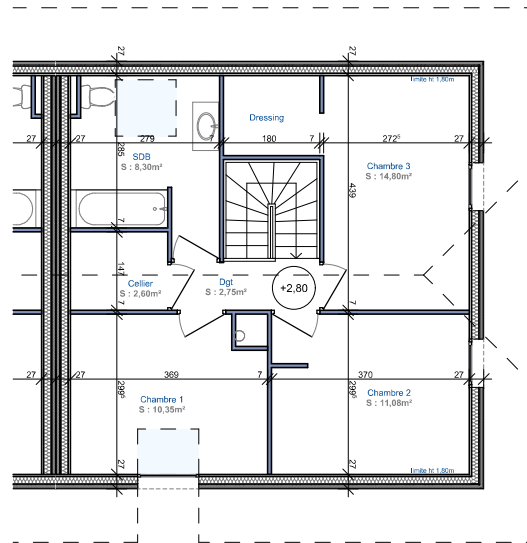 27
27
limite ht 1,80m
Dressing
27
27
279
7
180
7
272⁵
27
285
SDB
S : 8,30m²
Chambre 3
S : 14,80m²
439
7
147
Cellier
S : 2,60m²
Dgt
S : 2,75m²
+2,80
7
7
27
27
369
7
370
27
299⁵
299⁵
Chambre 1
S : 10,35m²
Chambre 2
S : 11,08m²
27
27
limite ht 1,80m